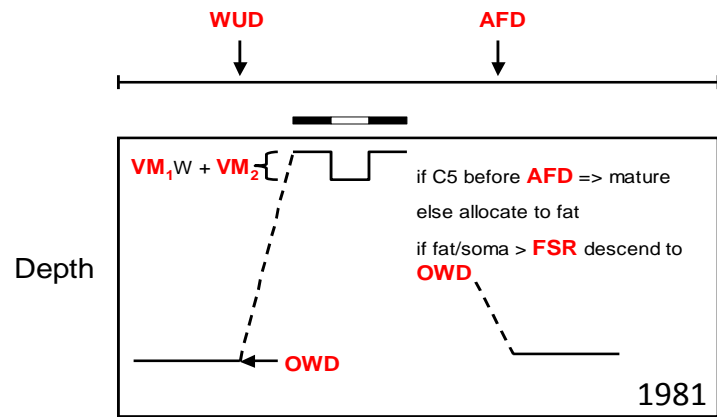 WUD AFD
VM₁W + VM₂
if C5 before AFD => mature
else allocate to fat
if fat/soma > FSR descend to
OWD
Depth
OWD
1981